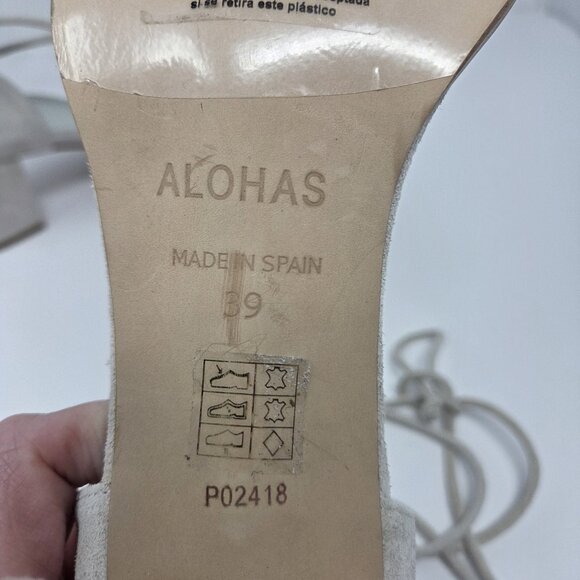 si se retira este plástico
ALOHAS
MADE IN SPAIN
39
P02418